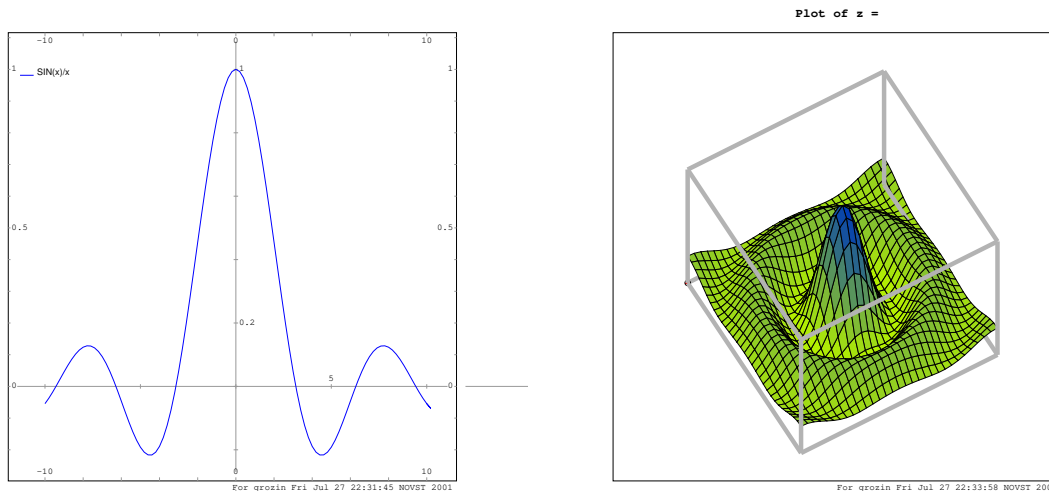 Plot of z =
-10 0 10
1 1 1
SIN(x)/x
0.5 0.5
0.2
5
0 0 0
-10 0 10
For grozin Fri Jul 27 22:31:45 NOVST 2001
For grozin Fri Jul 27 22:33:58 NOVST 200